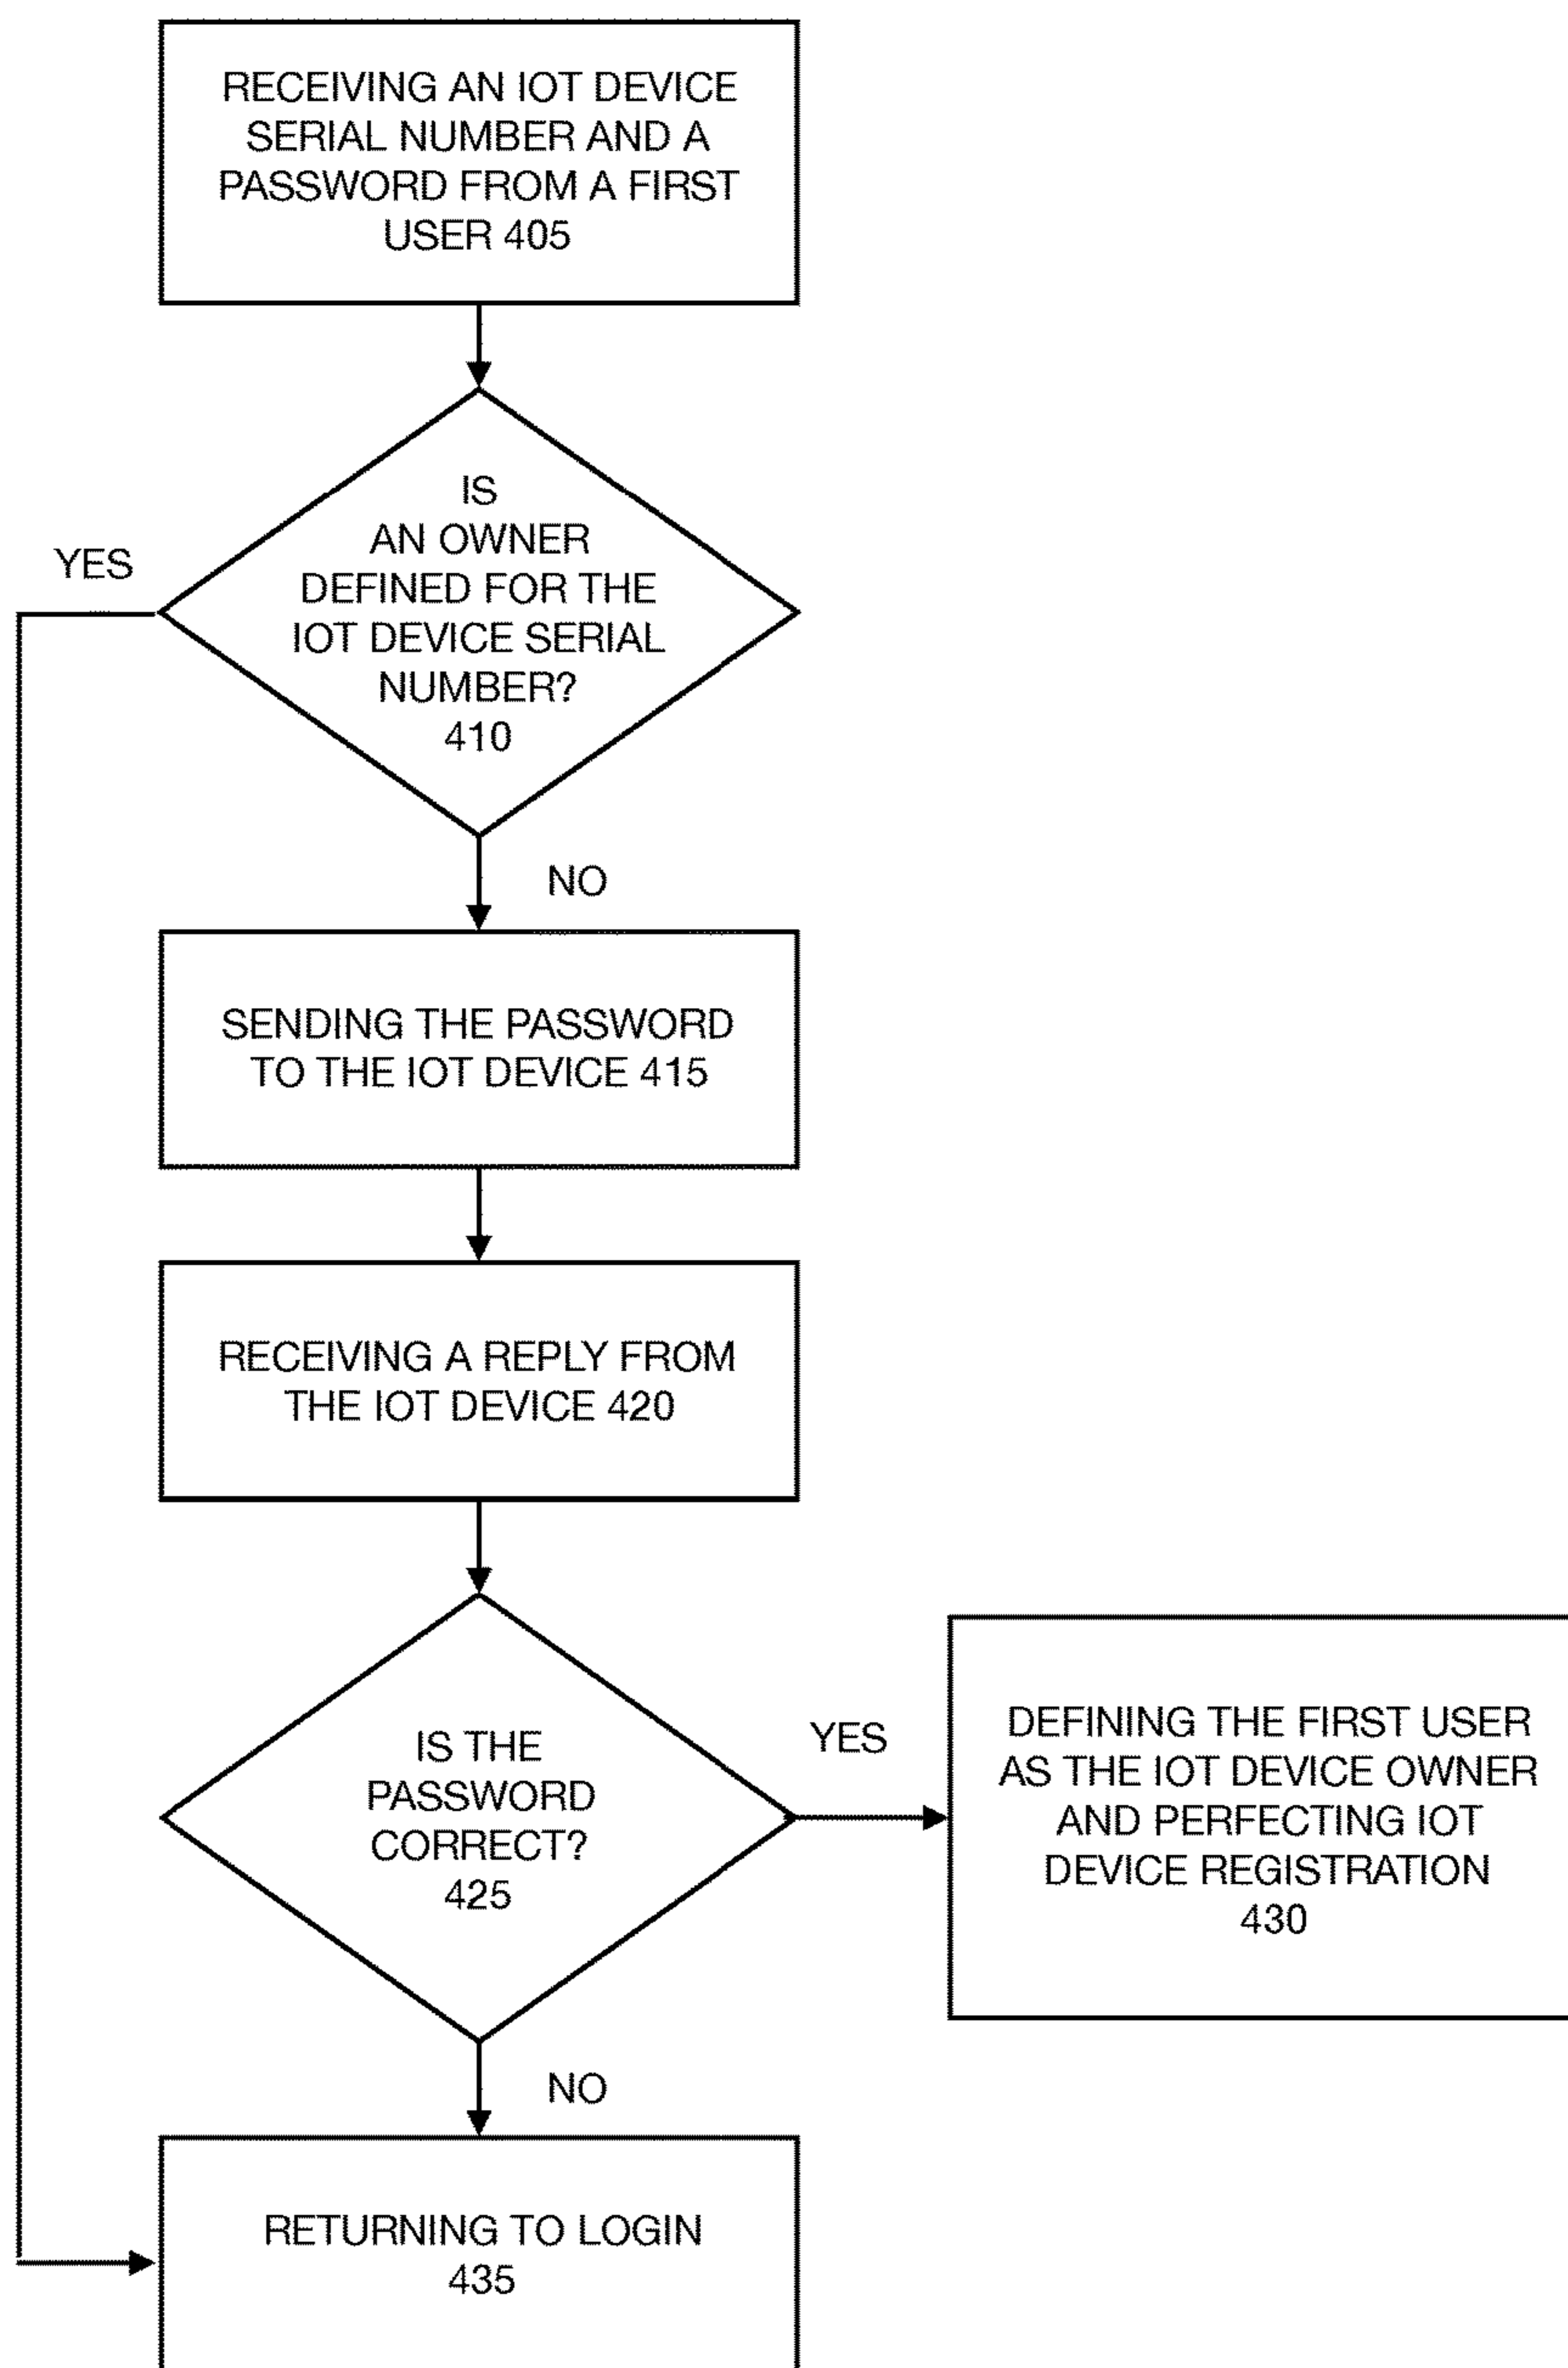 RECEIVING AN IOT DEVICE
SERIAL NUMBER AND A
PASSWORD FROM A FIRST
USER 405
IS
AN OWNER
DEFINED FOR THE
IOT DEVICE SERIAL
NUMBER?
410
YES
NO
SENDING THE PASSWORD
TO THE IOT DEVICE 415
RECEIVING A REPLY FROM
THE IOT DEVICE 420
IS THE
PASSWORD
CORRECT?
425
YES
DEFINING THE FIRST USER
AS THE IOT DEVICE OWNER
AND PERFECTING IOT
DEVICE REGISTRATION
430
NO
RETURNING TO LOGIN
435